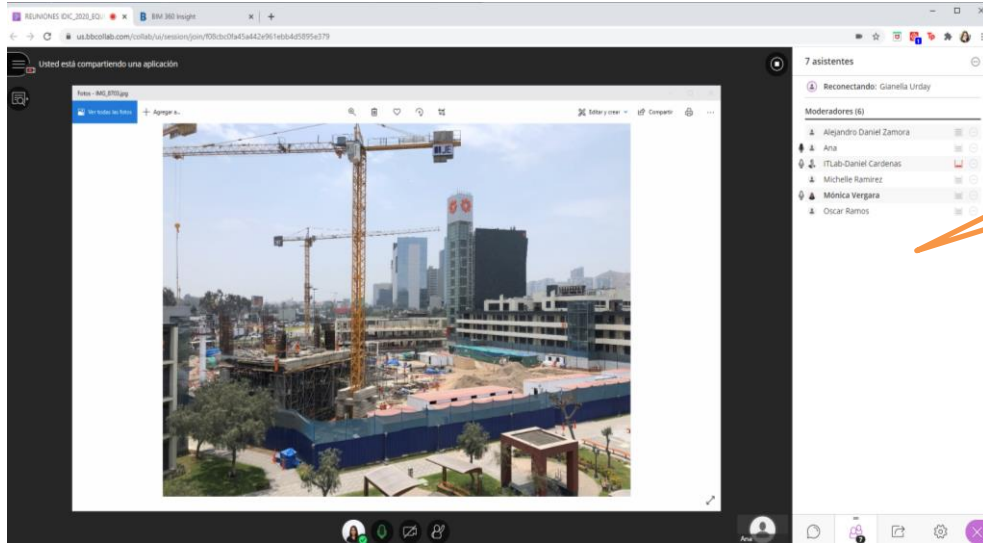 REUNIONES IDIC_2020_EQU
BIM 360 Insight
us.bbcollab.com/collab/ui/session/join/f08cbc0fa45a442e961ebb4d5895e379
Usted está compartiendo una aplicación
Fotos - IMG_8705.jpg
Ver todas las fotos
Agregar a...
Editar y crear
Compartir
JE
7 asistentes
Reconectando: Gianella Urday
Moderadores (6)
Alejandro Daniel Zamora
Ana
ITLab-Daniel Cardenas
Michelle Ramirez
Mónica Vergara
Oscar Ramos
Ana
7